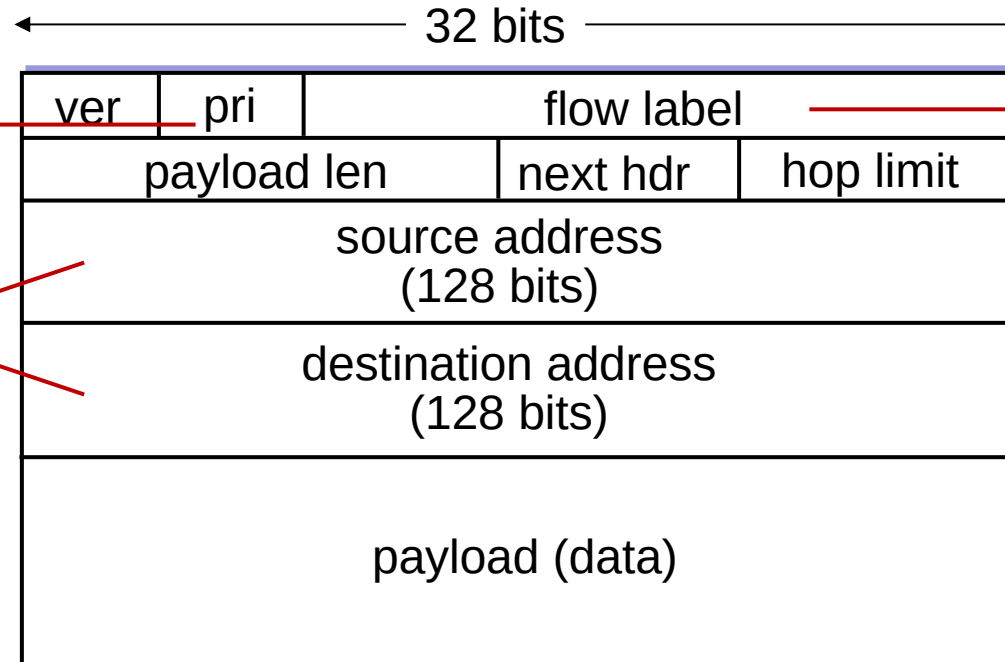 32 bits
ver pri flow label
payload len next hdr hop limit
source address
(128 bits)
destination address
(128 bits)
payload (data)